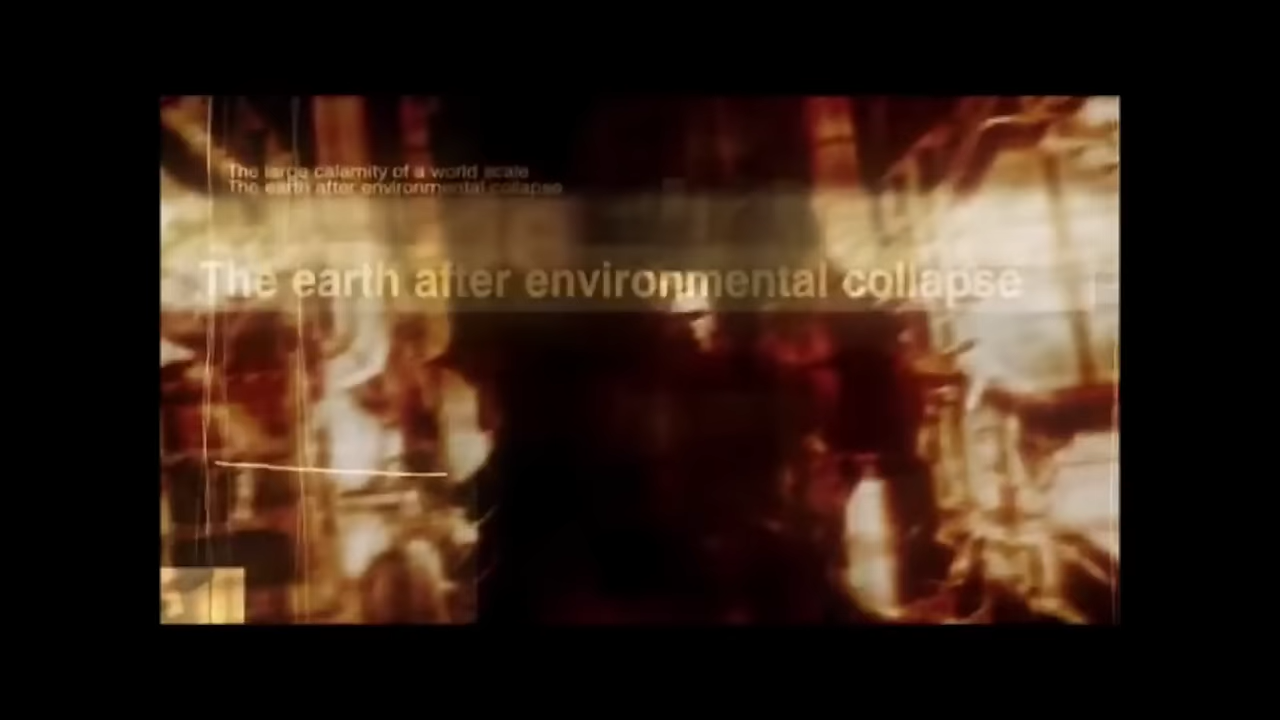 The large calamity of a world scale
The earth after environmental collapse
The earth after environmental collapse